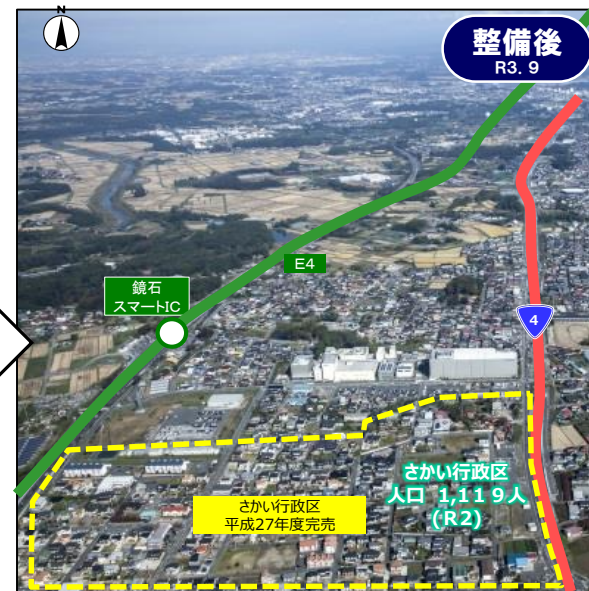 N
整備後
R3.9
E4
鏡石
スマートIC
4
さかい行政区
人口 1,119人
(R2)
さかい行政区
平成27年度完売